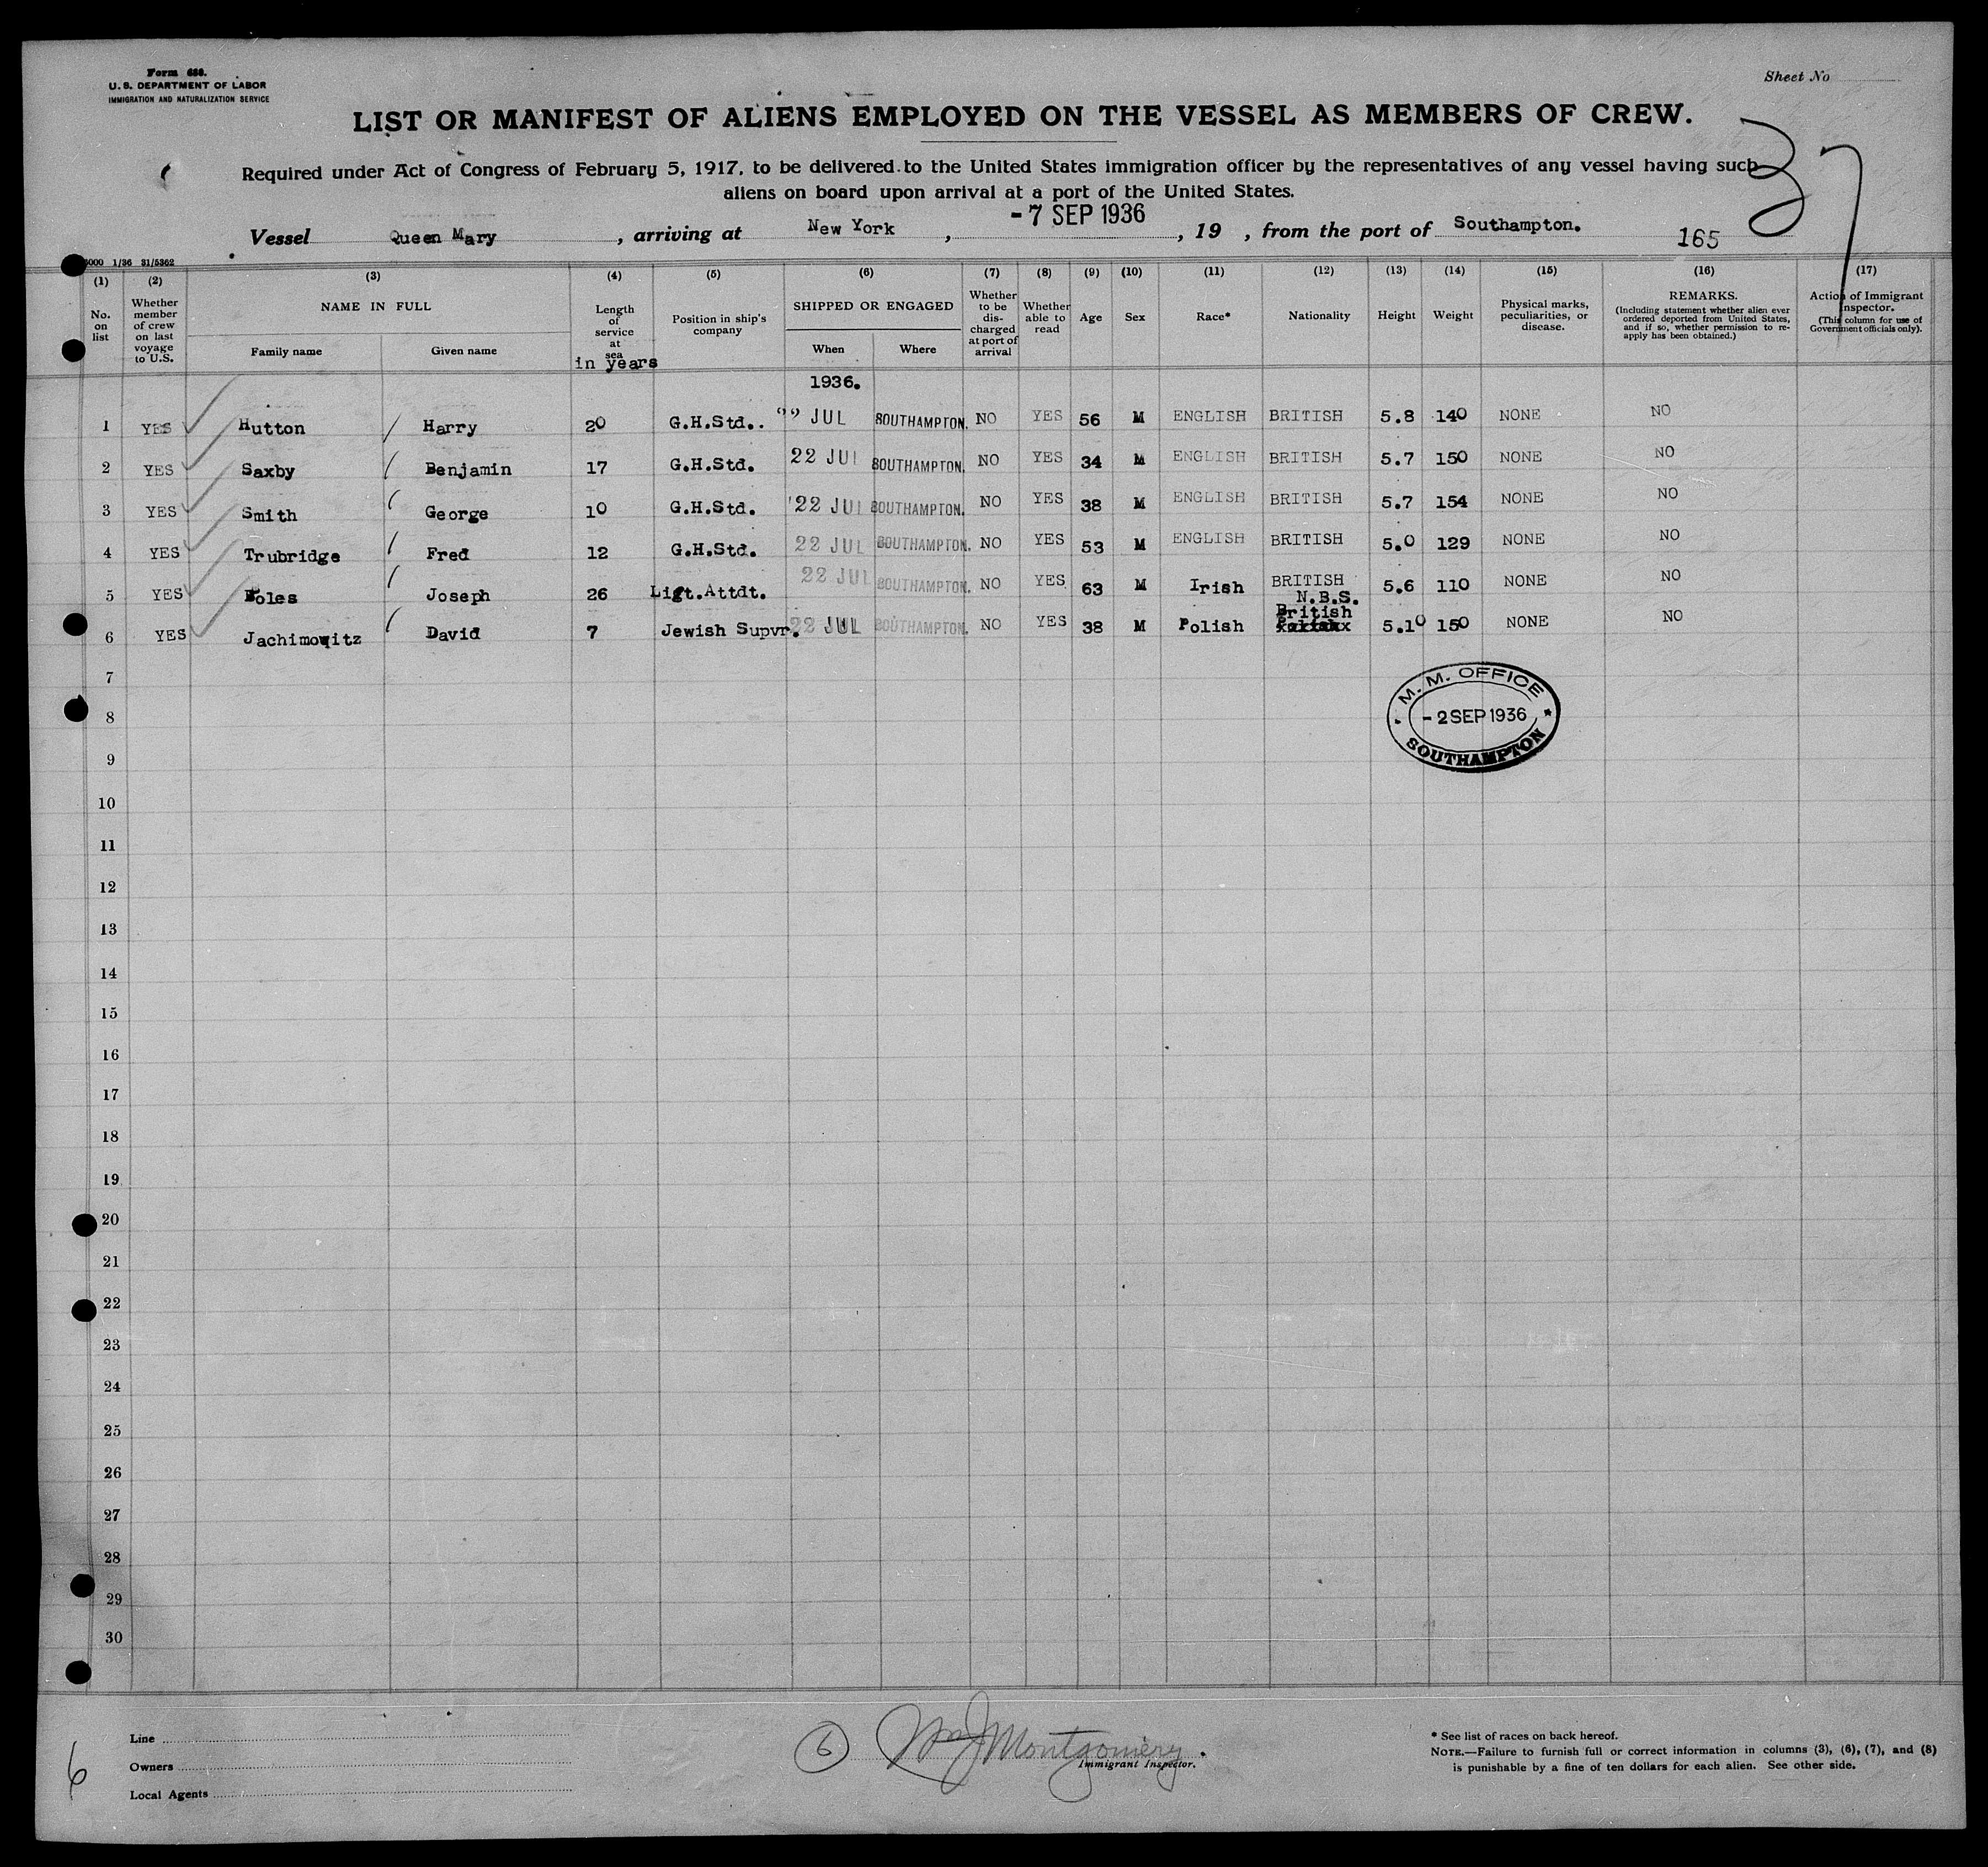 Form 688.
U. S. DEPARTMENT OF LABOR
IMMIGRATION AND NATURALIZATION SERVICE
Sheet No
LIST OR MANIFEST OF ALIENS EMPLOYED ON THE VESSEL AS MEMBERS OF CREW.
37
Required under Act of Congress of February 5, 1917, to be delivered to the United States immigration officer by the representatives of any vessel having such
aliens on board upon arrival at a port of the United States.
Vessel Queen Mary, arriving at New York, - 7 SEP 1936, 19 , from the port of Southampton. 165
5000 1/36 31/5362
(1) (2) (3) (4) (5) (6) (7) (8) (9) (10) (11) (12) (13) (14) (15) (16) (17)
No. on list
Whether member of crew on last voyage to U.S.
NAME IN FULL
Family name Given name
Length of service at sea
in years
Position in ship's company
SHIPPED OR ENGAGED
When Where
Whether to be discharged at port of arrival
Whether able to read
Age
Sex
Race*
Nationality
Height
Weight
Physical marks, peculiarities, or disease.
REMARKS.
(Including statement whether alien ever ordered deported from United States, and if so, whether permission to re-apply has been obtained.)
Action of Immigrant Inspector.
(This column for use of Government officials only).
1936.
1 YES Hutton Harry 20 G.H.Std.. 22 JUL SOUTHAMPTON. NO YES 56 M ENGLISH BRITISH 5.8 140 NONE NO
2 YES Saxby Benjamin 17 G.H.Std. 22 JUL SOUTHAMPTON. NO YES 34 M ENGLISH BRITISH 5.7 150 NONE NO
3 YES Smith George 10 G.H.Std. 22 JUL SOUTHAMPTON. NO YES 38 M ENGLISH BRITISH 5.7 154 NONE NO
4 YES Trubridge Fred 12 G.H.Std. 22 JUL SOUTHAMPTON. NO YES 53 M ENGLISH BRITISH 5.0 129 NONE NO
5 YES Foles Joseph 26 Ligt.Attdt. 22 JUL SOUTHAMPTON. NO YES 63 M Irish BRITISH 5.6 110 NONE NO
N.B.S.
British
6 YES Jachimowitz David 7 Jewish Supvr. 22 JUL SOUTHAMPTON. NO YES 38 M Polish 5.10 150 NONE NO
7
M. M. OFFICE
- 2 SEP 1936
SOUTHAMPTON
8
9
10
11
12
13
14
15
16
17
18
19
20
21
22
23
24
25
26
27
28
29
30
6
Line
Owners
Local Agents
6 Wm J Montgomery.
Immigrant Inspector.
* See list of races on back hereof.
NOTE.—Failure to furnish full or correct information in columns (3), (6), (7), and (8)
is punishable by a fine of ten dollars for each alien. See other side.